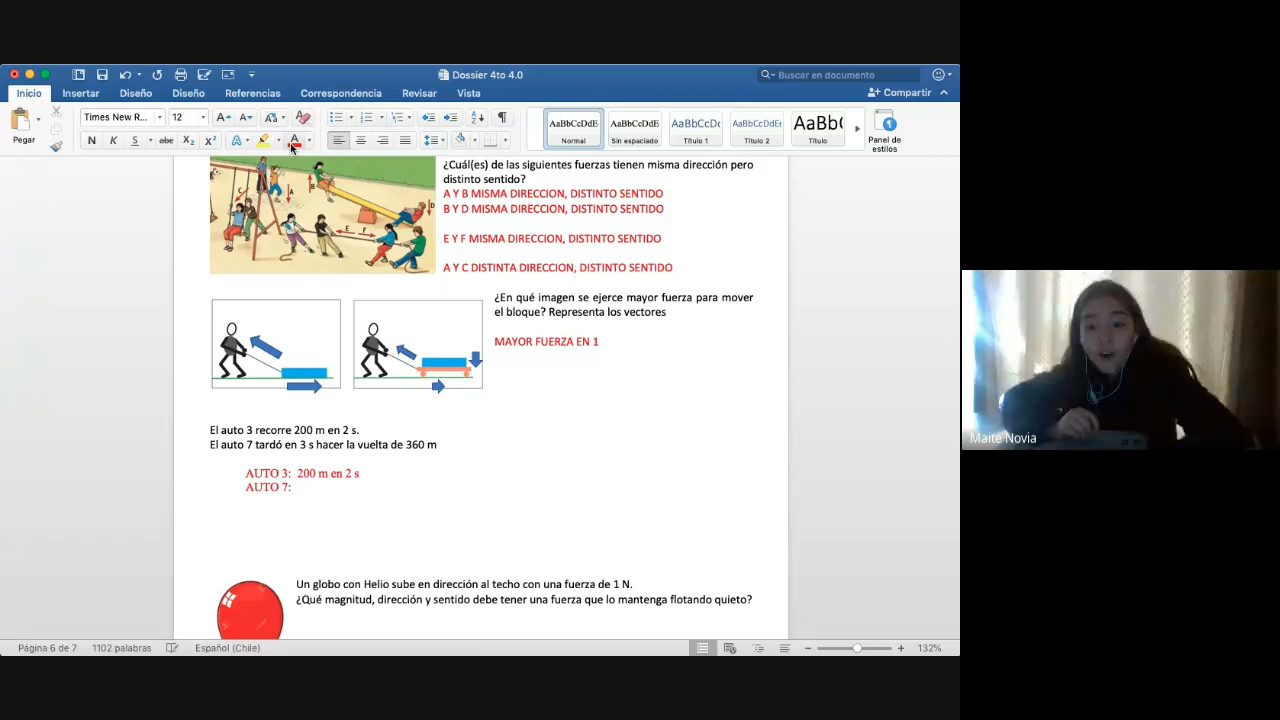 Dossier 4to 4.0
Buscar en documento
Inicio Insertar Diseño Diseño Referencias Correspondencia Revisar Vista
Compartir
Pegar
Times New R... 12
N K S abc X₂ X² A A
AaBbCcDdE AaBbCcDdE AaBbCcDc AaBbCcDdEe AaBb(
Normal Sin espaciado Título 1 Título 2 Título
Panel de estilos
¿Cuál(es) de las siguientes fuerzas tienen misma dirección pero
distinto sentido?
A Y B MISMA DIRECCION, DISTINTO SENTIDO
B Y D MISMA DIRECCION, DISTINTO SENTIDO
E Y F MISMA DIRECCION, DISTINTO SENTIDO
A Y C DISTINTA DIRECCION, DISTINTO SENTIDO
C A B D
E F
¿En qué imagen se ejerce mayor fuerza para mover
el bloque? Representa los vectores
MAYOR FUERZA EN 1
El auto 3 recorre 200 m en 2 s.
El auto 7 tardó en 3 s hacer la vuelta de 360 m
AUTO 3: 200 m en 2 s
AUTO 7:
Un globo con Helio sube en dirección al techo con una fuerza de 1 N.
¿Qué magnitud, dirección y sentido debe tener una fuerza que lo mantenga flotando quieto?
Página 6 de 7 1102 palabras Español (Chile) 132%
Maite Novia